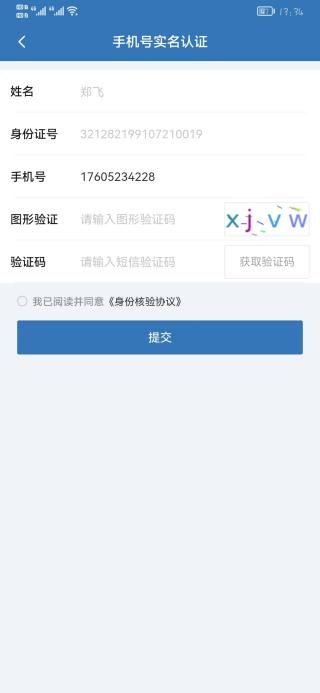 13:34
手机号实名认证
姓名 郑飞
身份证号 321282199107210019
手机号 17605234228
图形验证 请输入图形验证码 xjvw
验证码 请输入短信验证码 获取验证码
我已阅读并同意《身份核验协议》
提交